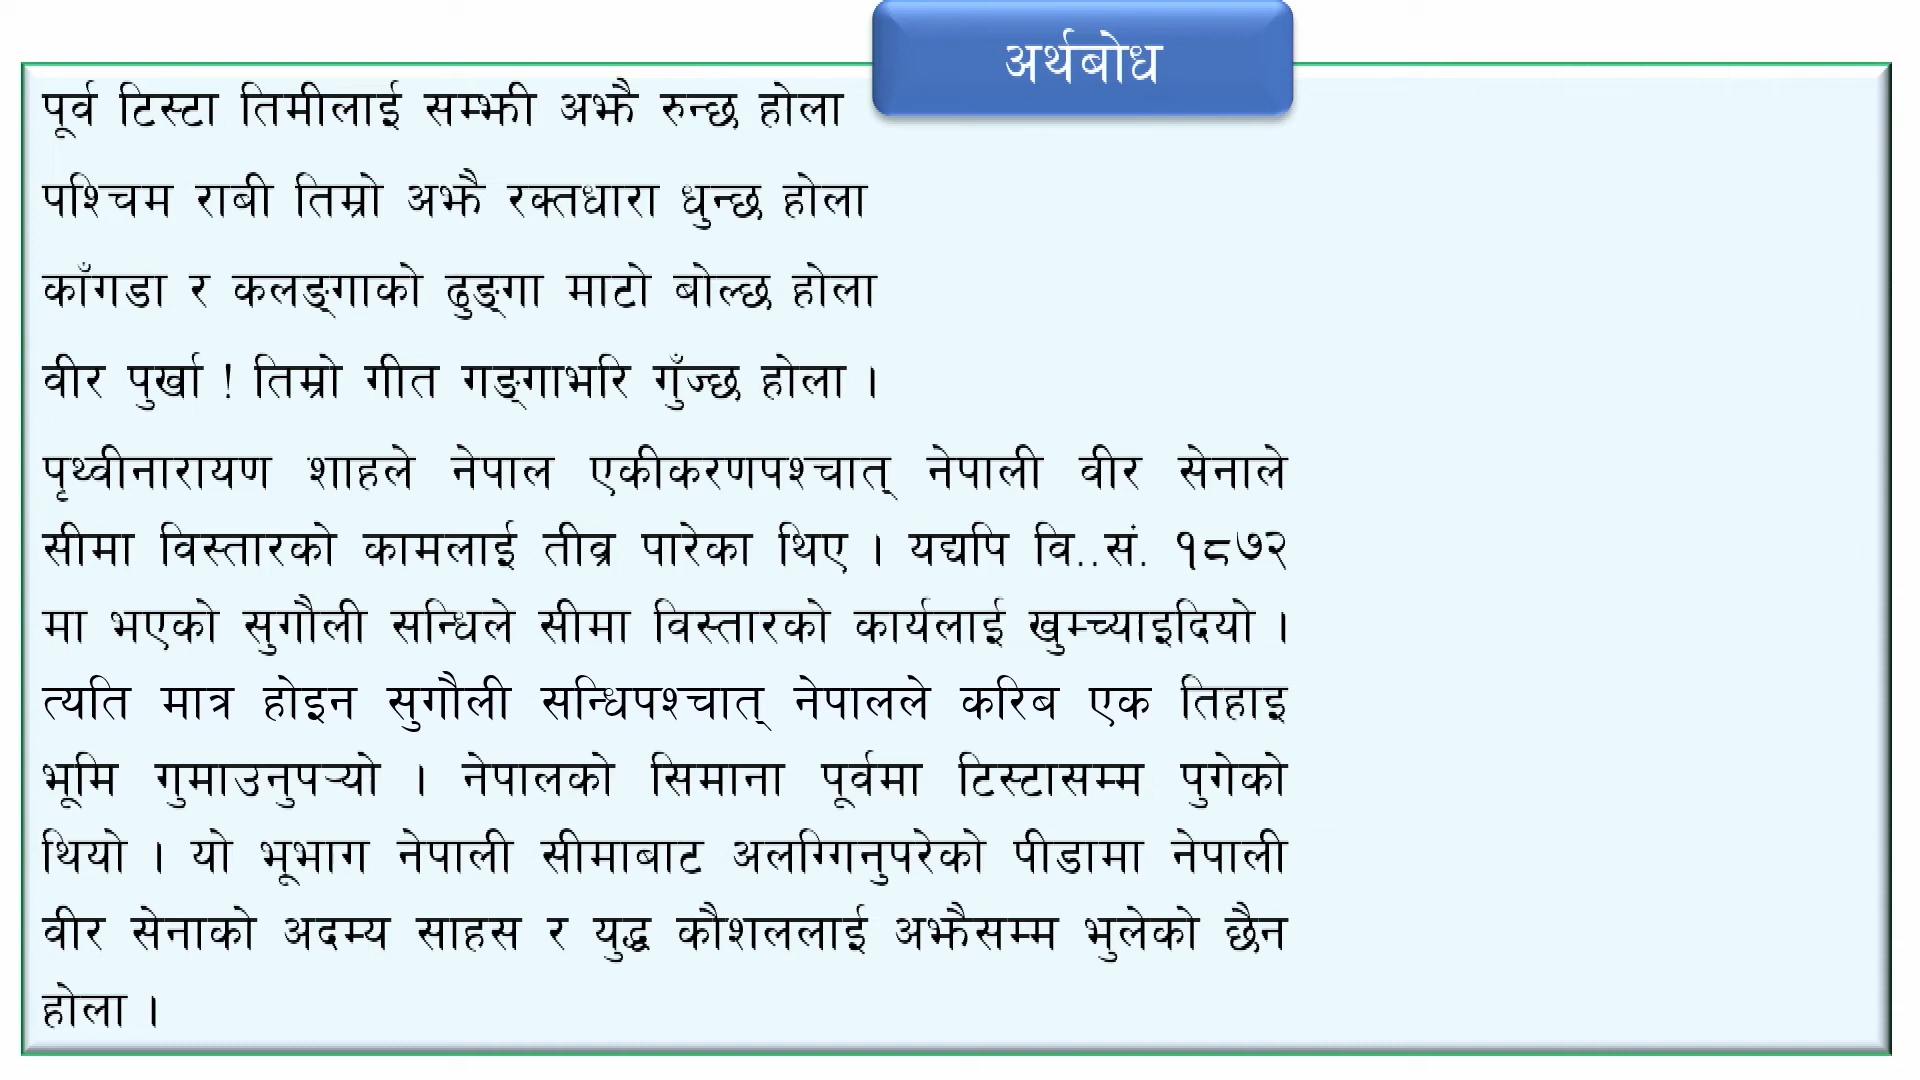 अर्थबोध
पूर्व टिस्टा तिमीलाई सम्झी अझै रुन्छ होला
पश्चिम राबी तिम्रो अझै रक्तधारा धुन्छ होला
काँगडा र कलङ्गाको ढुङ्गा माटो बोल्छ होला
वीर पुर्खा ! तिम्रो गीत गङ्गाभरि गुँज्छ होला ।
पृथ्वीनारायण शाहले नेपाल एकीकरणपश्चात् नेपाली वीर सेनाले
सीमा विस्तारको कामलाई तीव्र पारेका थिए । यद्यपि वि..सं. १८७२
मा भएको सुगौली सन्धिले सीमा विस्तारको कार्यलाई खुम्च्याइदियो ।
त्यति मात्र होइन सुगौली सन्धिपश्चात् नेपालले करिब एक तिहाइ
भूमि गुमाउनुपऱ्यो । नेपालको सिमाना पूर्वमा टिस्टासम्म पुगेको
थियो । यो भूभाग नेपाली सीमाबाट अलग्गिनुपरेको पीडामा नेपाली
वीर सेनाको अदम्य साहस र युद्ध कौशललाई अझैसम्म भुलेको छैन
होला ।